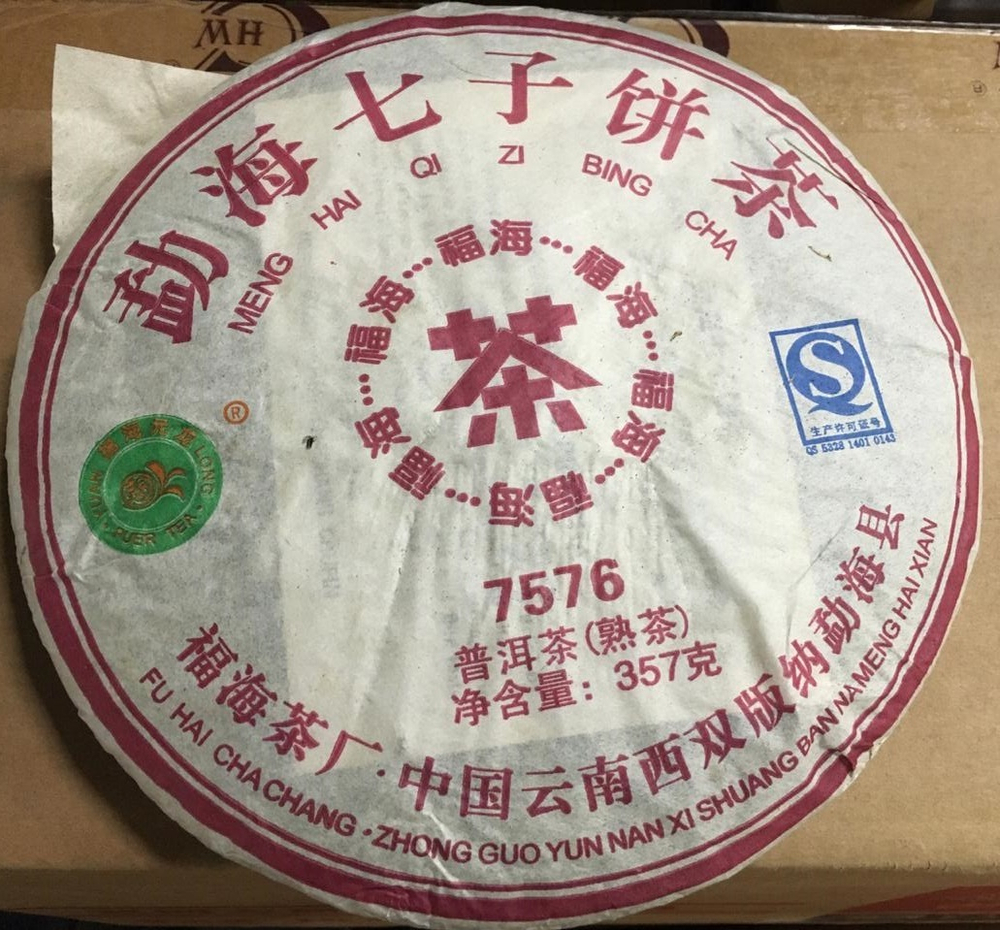 HW
勐海七子饼茶
MENG HAI QI ZI BING CHA
福海…福海…福海…福海…福海…福海…
茶
®
LONG
PUER TEA
QS
生产许可证号
QS 5328 1401 0143
7576
普洱茶(熟茶)
净含量：357克
福海茶厂·中国云南西双版纳勐海县
FU HAI CHA CHANG·ZHONG GUO YUN NAN XI SHUANG BAN NA MENG HAI XIAN